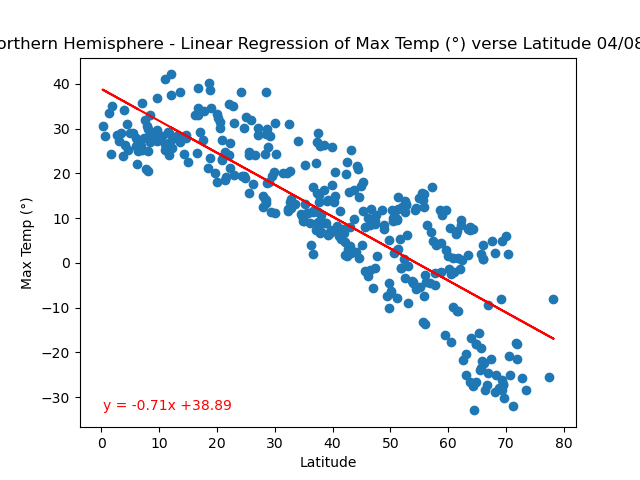 orthern Hemisphere - Linear Regression of Max Temp (°) verse Latitude 04/08
40
30
20
10
0
−10
−20
−30
Max Temp (°)
y = -0.71x +38.89
0 10 20 30 40 50 60 70 80
Latitude